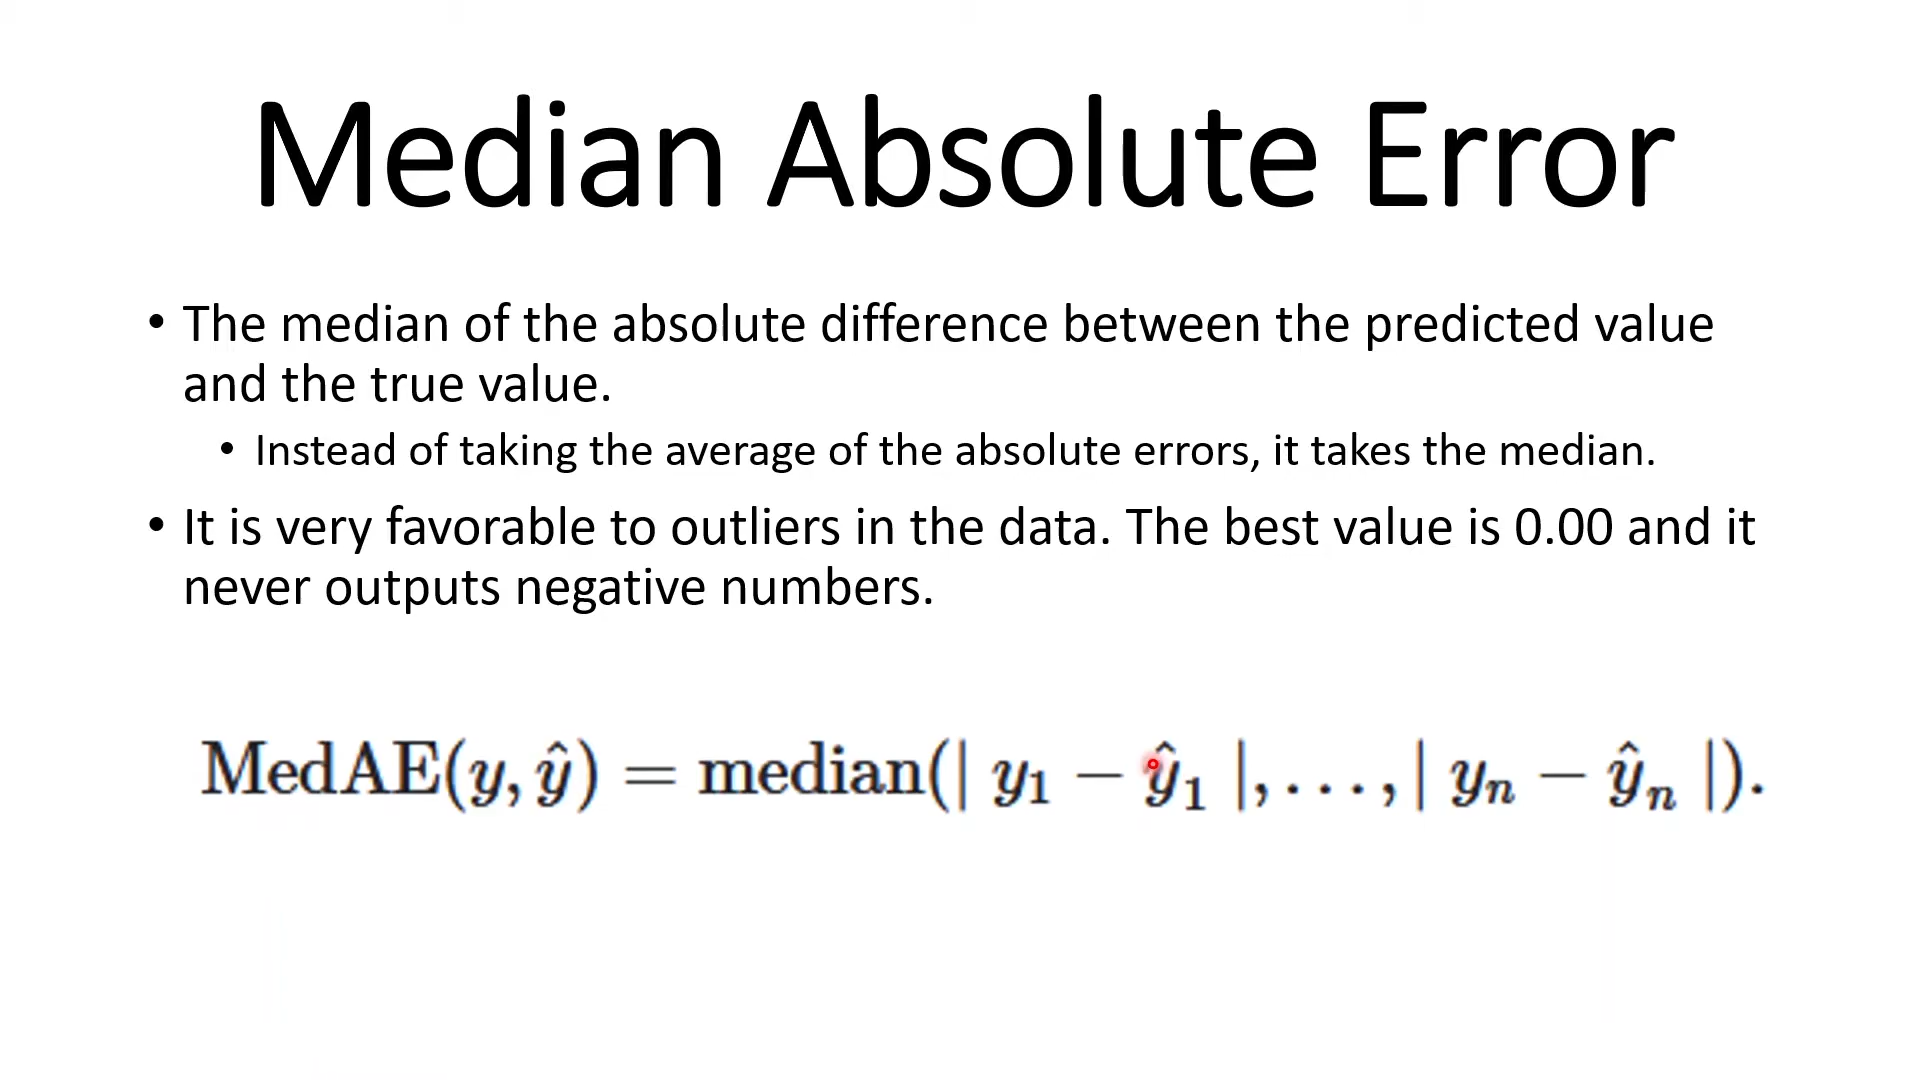 Median Absolute Error
• The median of the absolute difference between the predicted value
and the true value.
• Instead of taking the average of the absolute errors, it takes the median.
• It is very favorable to outliers in the data. The best value is 0.00 and it
never outputs negative numbers.
MedAE(y, ŷ) = median(| y₁ − ŷ₁ |, . . . , | yₙ − ŷₙ |).